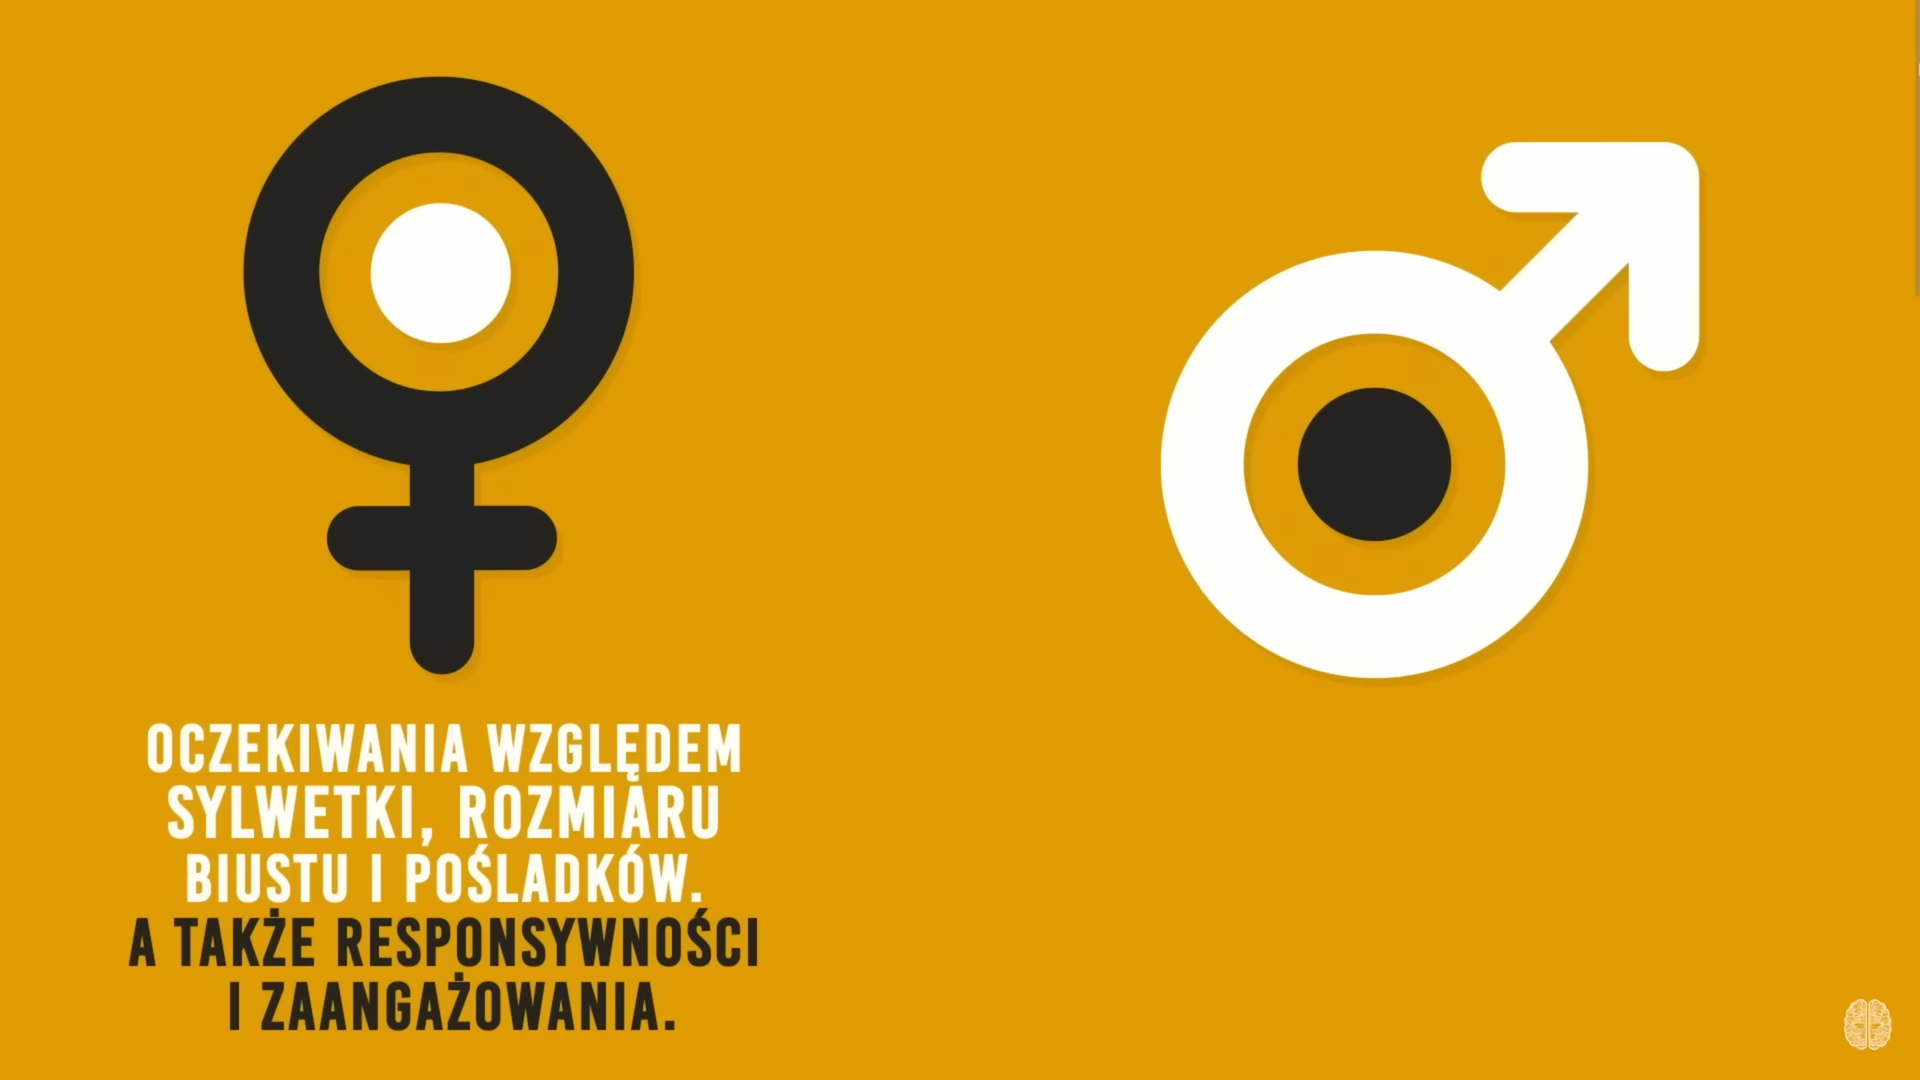 OCZEKIWANIA WZGLĘDEM
SYLWETKI, ROZMIARU
BIUSTU I POŚLADKÓW.
A TAKŻE RESPONSYWNOŚCI
I ZAANGAŻOWANIA.